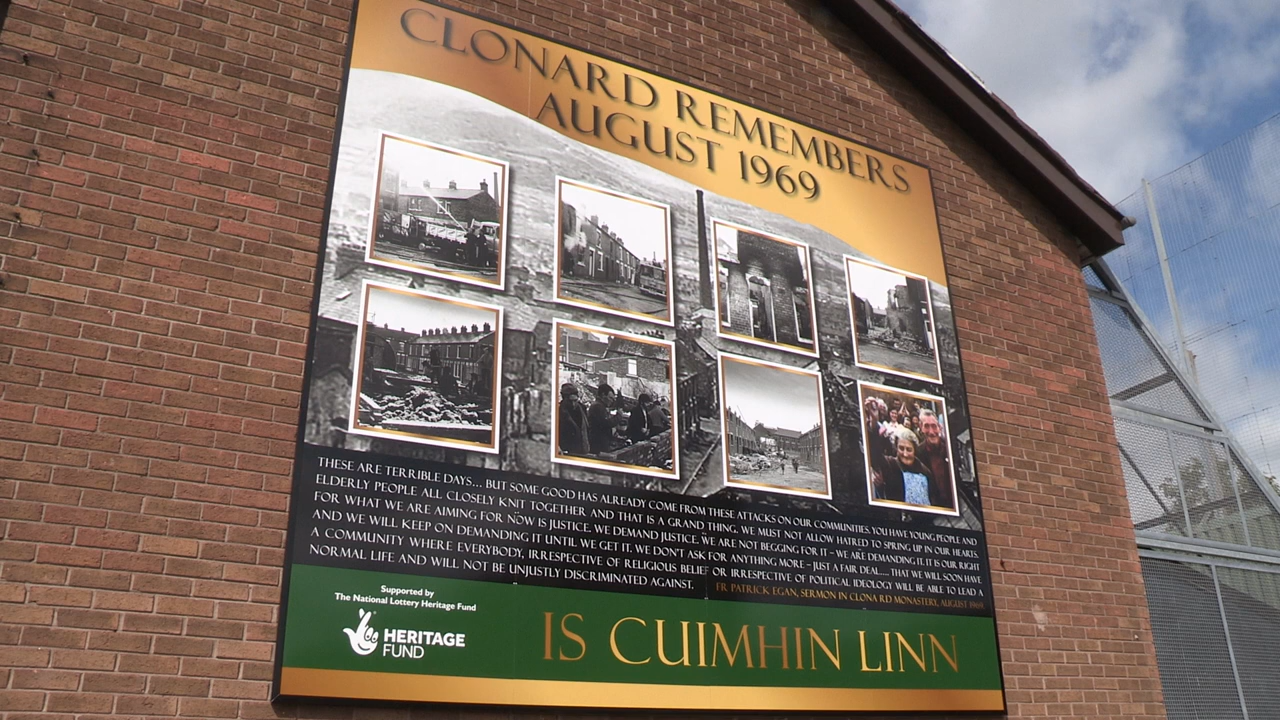 CLONARD REMEMBERS
AUGUST 1969
THESE ARE TERRIBLE DAYS... BUT SOME GOOD HAS ALREADY COME FROM THESE ATTACKS ON OUR COMMUNITIES. YOU HAVE YOUNG PEOPLE AND
ELDERLY PEOPLE ALL CLOSELY KNIT TOGETHER AND THAT IS A GRAND THING. WE MUST NOT ALLOW HATRED TO SPRING UP IN OUR HEARTS.
FOR WHAT WE ARE AIMING FOR NOW IS JUSTICE. WE DEMAND JUSTICE. WE ARE NOT BEGGING FOR IT – WE ARE DEMANDING IT. IT IS OUR RIGHT
AND WE WILL KEEP ON DEMANDING IT UNTIL WE GET IT. WE DON'T ASK FOR ANYTHING MORE – JUST A FAIR DEAL..... THAT WE WILL SOON HAVE
A COMMUNITY WHERE EVERYBODY, IRRESPECTIVE OF RELIGIOUS BELIEF OR IRRESPECTIVE OF POLITICAL IDEOLOGY WILL BE ABLE TO LEAD A
NORMAL LIFE AND WILL NOT BE UNJUSTLY DISCRIMINATED AGAINST.
FR PATRICK EGAN, SERMON IN CLONARD MONASTERY, AUGUST 1969
Supported by
The National Lottery Heritage Fund
HERITAGE
FUND
IS CUIMHIN LINN